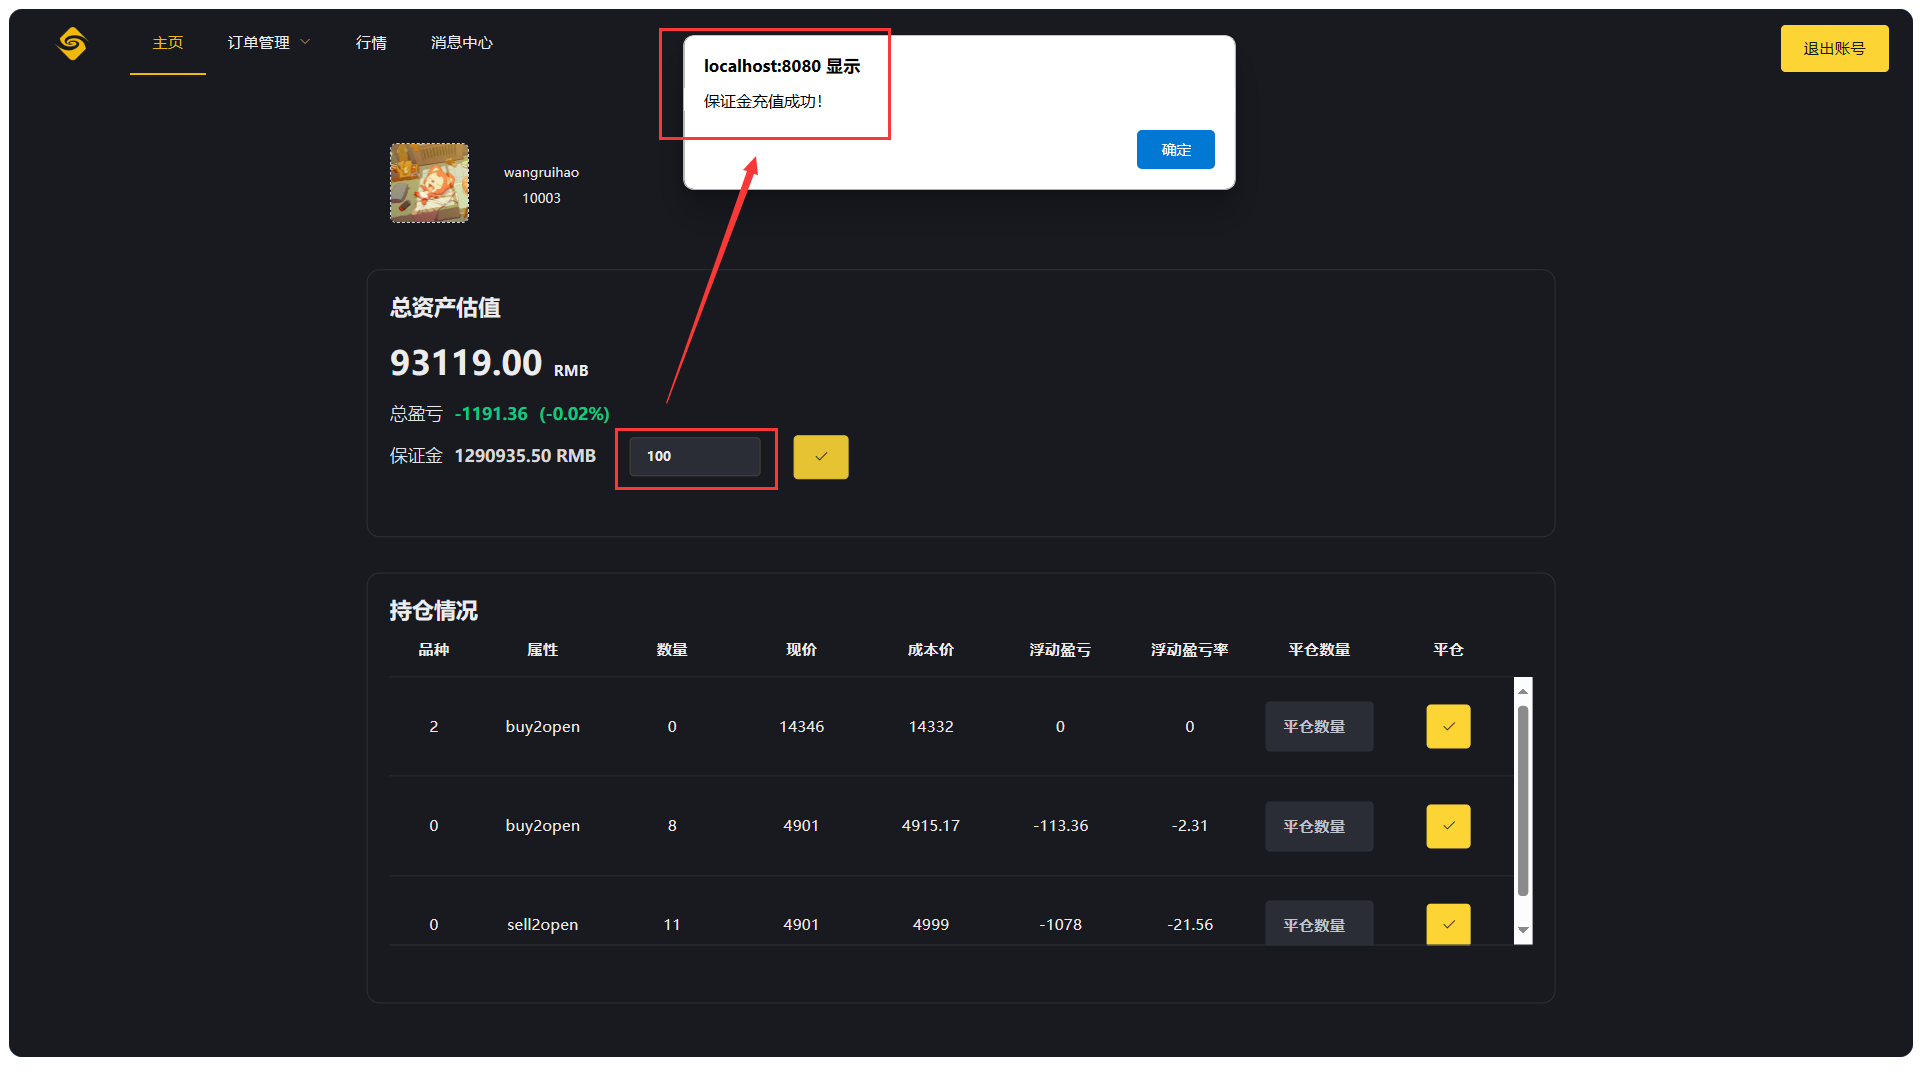 主页 订单管理 行情 消息中心 退出账号
localhost:8080 显示
保证金充值成功！
确定
wangruihao
10003
总资产估值
93119.00 RMB
总盈亏 -1191.36 (-0.02%)
保证金 1290935.50 RMB 100
持仓情况
品种 属性 数量 现价 成本价 浮动盈亏 浮动盈亏率 平仓数量 平仓
2 buy2open 0 14346 14332 0 0 平仓数量
0 buy2open 8 4901 4915.17 -113.36 -2.31 平仓数量
0 sell2open 11 4901 4999 -1078 -21.56 平仓数量